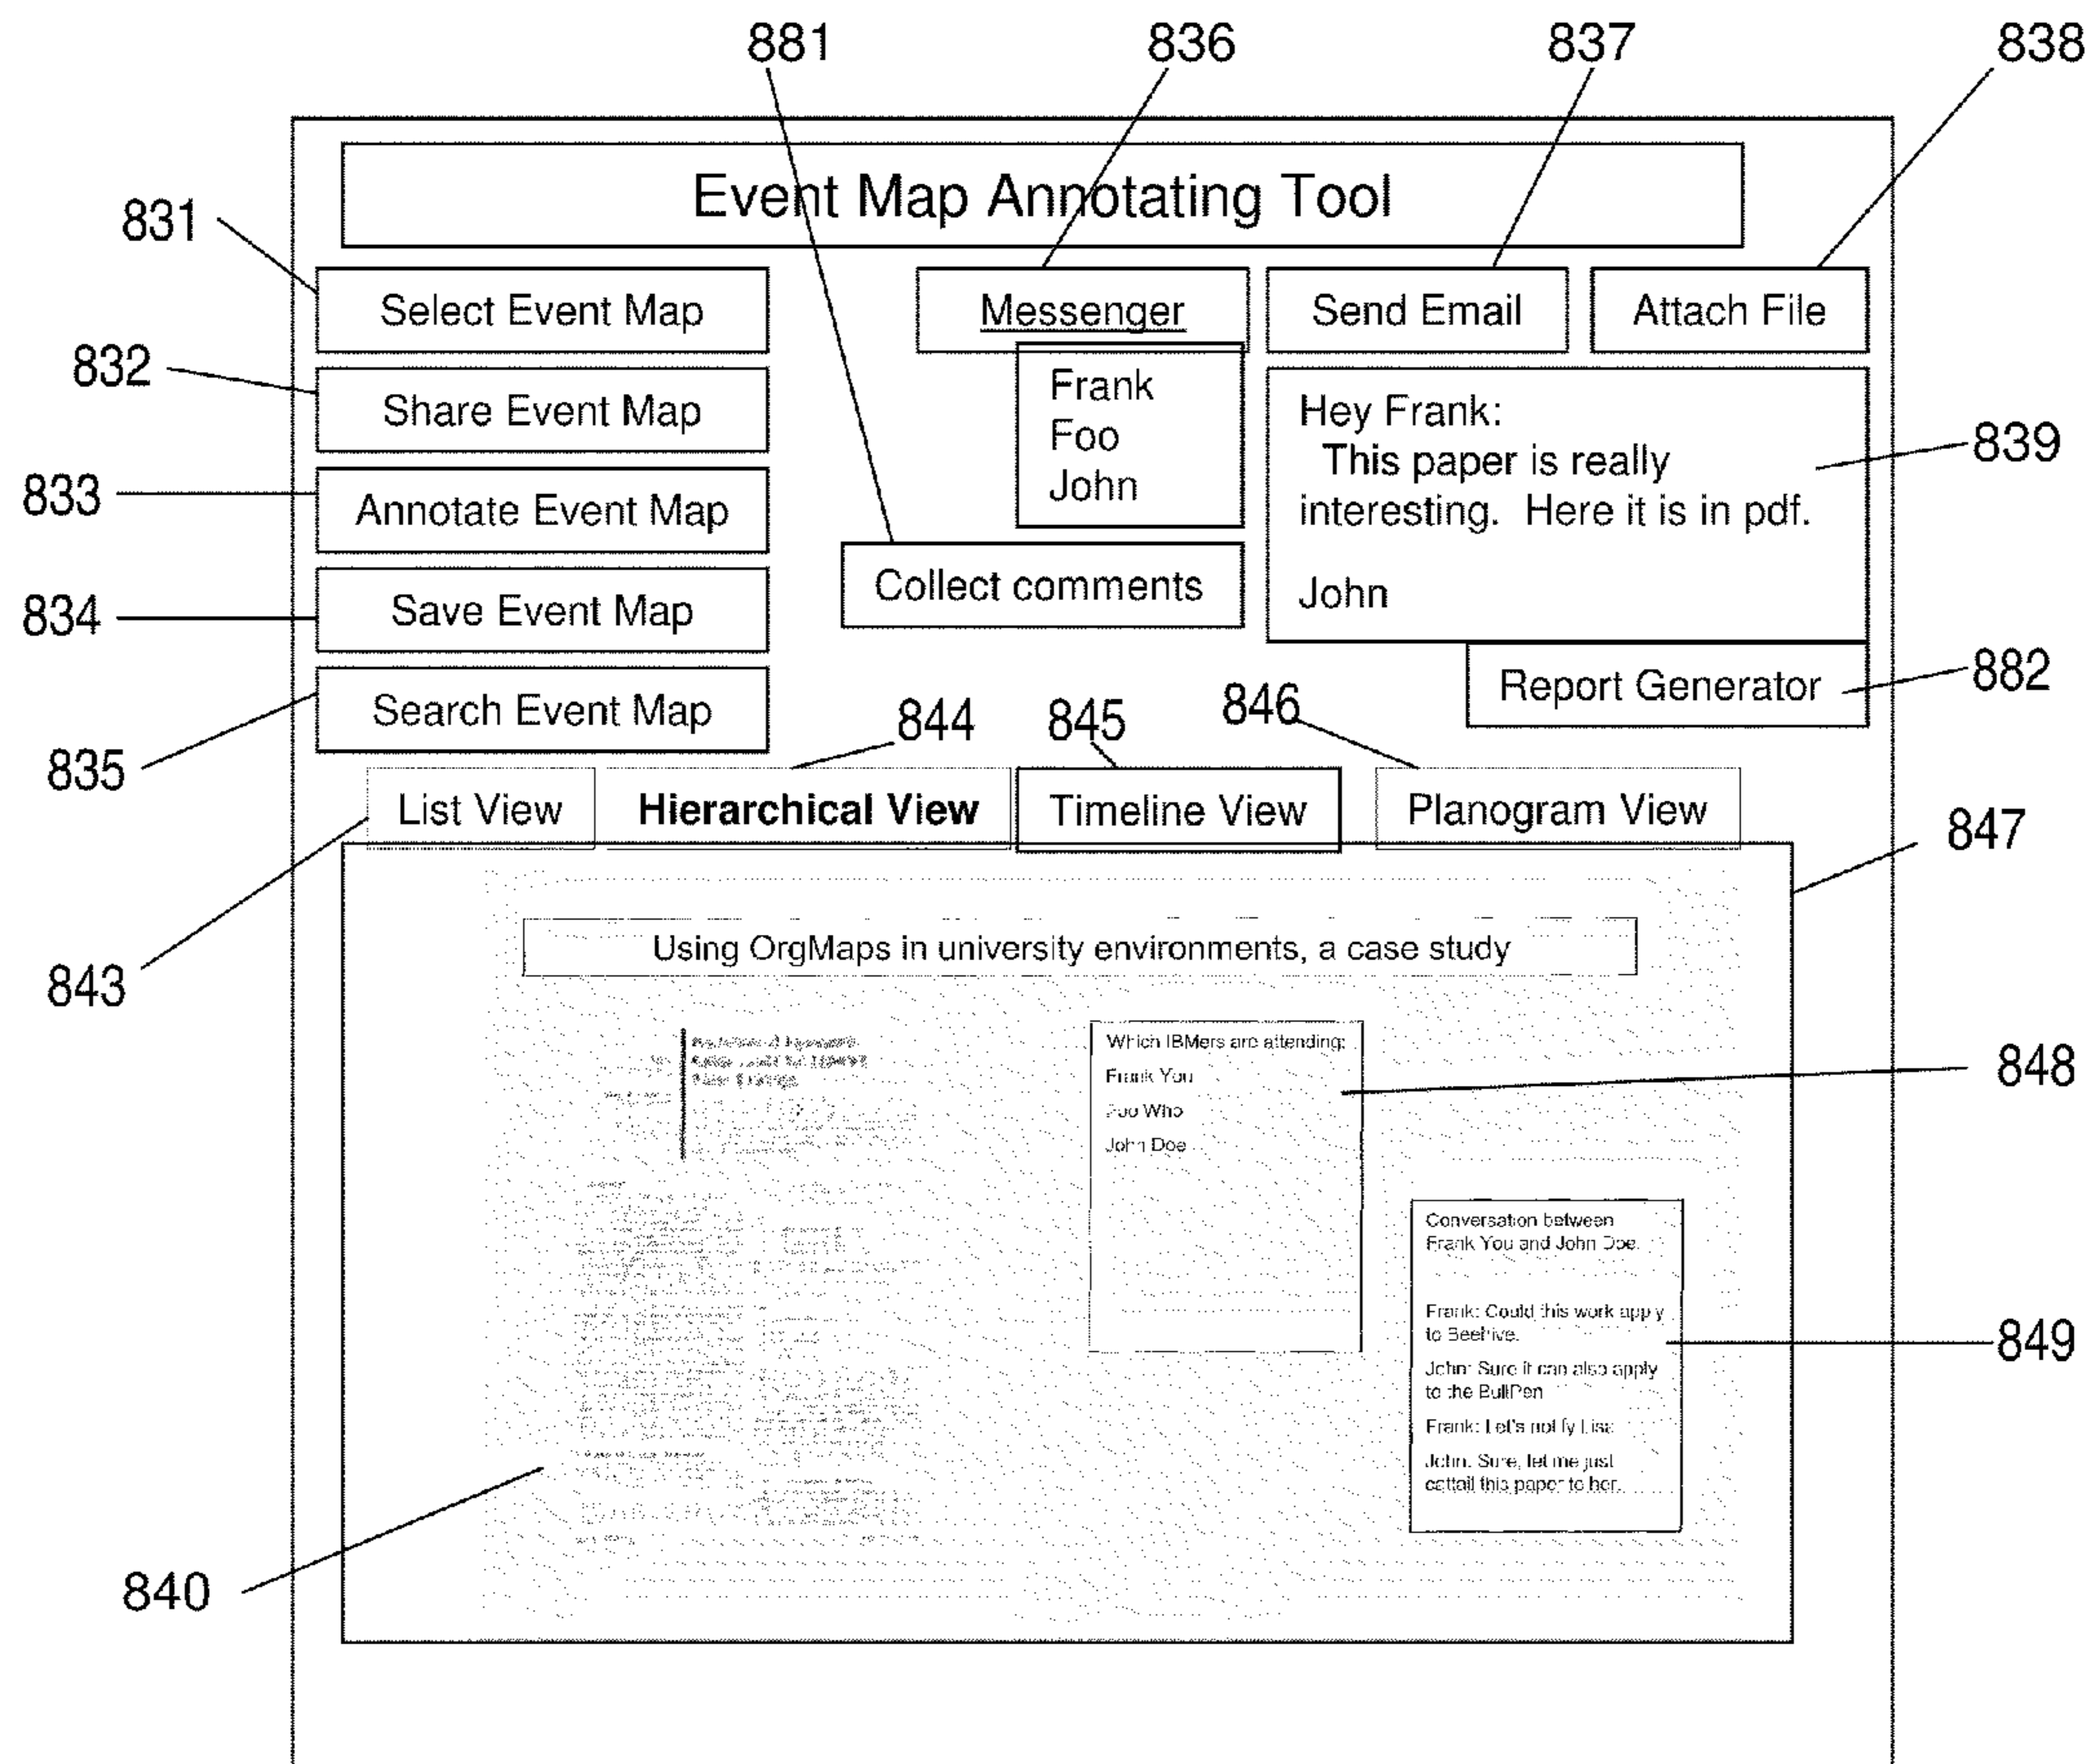 881 836 837 838
Event Map Annotating Tool
831
Select Event Map
Messenger
Send Email
Attach File
832
Share Event Map
Frank
Foo
John
Hey Frank:
This paper is really
interesting. Here it is in pdf.
John
839
833
Annotate Event Map
Collect comments
834
Save Event Map
Report Generator
882
835
Search Event Map
844 845 846
List View
Hierarchical View
Timeline View
Planogram View
847
843
Using OrgMaps in university environments, a case study
Which IBMers are attending:
Frank You
Who
John Doe
848
Conversation between
Frank You and John Doe.
Frank: Could this work apply
to Beehive.
John: Sure it can also apply
to the BullPen
Frank: Let's notify Lisa
John: Sure, let me just
this paper to her.
849
840